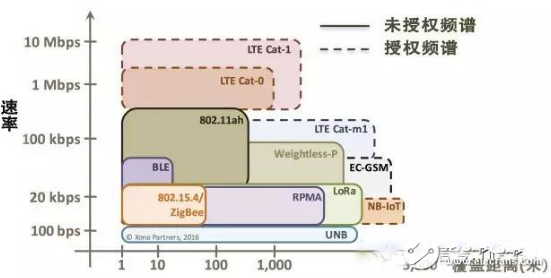 未授权频谱
授权频谱
速率
10 Mbps
1 Mbps
100 kbps
20 kbps
100 bps
LTE Cat-1
LTE Cat-0
802.11ah
LTE Cat-m1
Weightless-P
EC-GSM
BLE
802.15.4/
ZigBee
RPMA
LoRa
NB-IoT
UNB
© Xona Partners, 2016
1
10
100
1,000
覆盖距离(米)